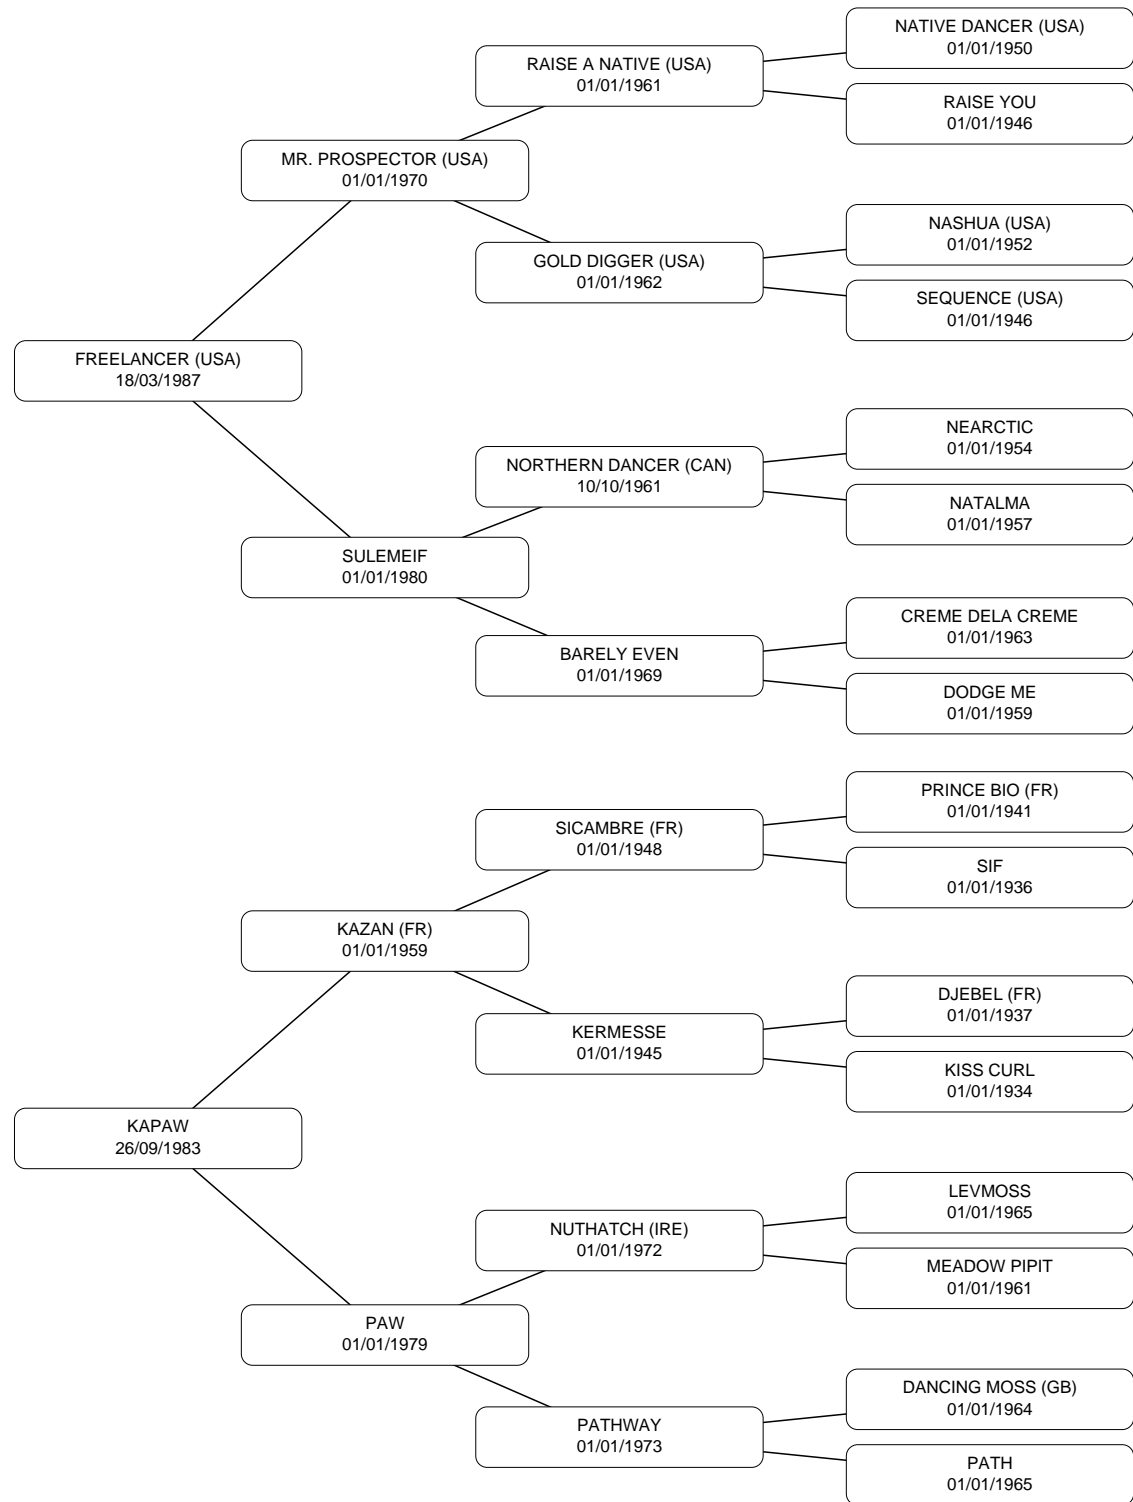 NATIVE DANCER (USA)
01/01/1950
RAISE A NATIVE (USA)
01/01/1961
RAISE YOU
01/01/1946
MR. PROSPECTOR (USA)
01/01/1970
NASHUA (USA)
01/01/1952
GOLD DIGGER (USA)
01/01/1962
SEQUENCE (USA)
01/01/1946
FREELANCER (USA)
18/03/1987
NEARCTIC
01/01/1954
NORTHERN DANCER (CAN)
10/10/1961
NATALMA
01/01/1957
SULEMEIF
01/01/1980
CREME DELA CREME
01/01/1963
BARELY EVEN
01/01/1969
DODGE ME
01/01/1959
PRINCE BIO (FR)
01/01/1941
SICAMBRE (FR)
01/01/1948
SIF
01/01/1936
KAZAN (FR)
01/01/1959
DJEBEL (FR)
01/01/1937
KERMESSE
01/01/1945
KISS CURL
01/01/1934
KAPAW
26/09/1983
LEVMOSS
01/01/1965
NUTHATCH (IRE)
01/01/1972
MEADOW PIPIT
01/01/1961
PAW
01/01/1979
DANCING MOSS (GB)
01/01/1964
PATHWAY
01/01/1973
PATH
01/01/1965